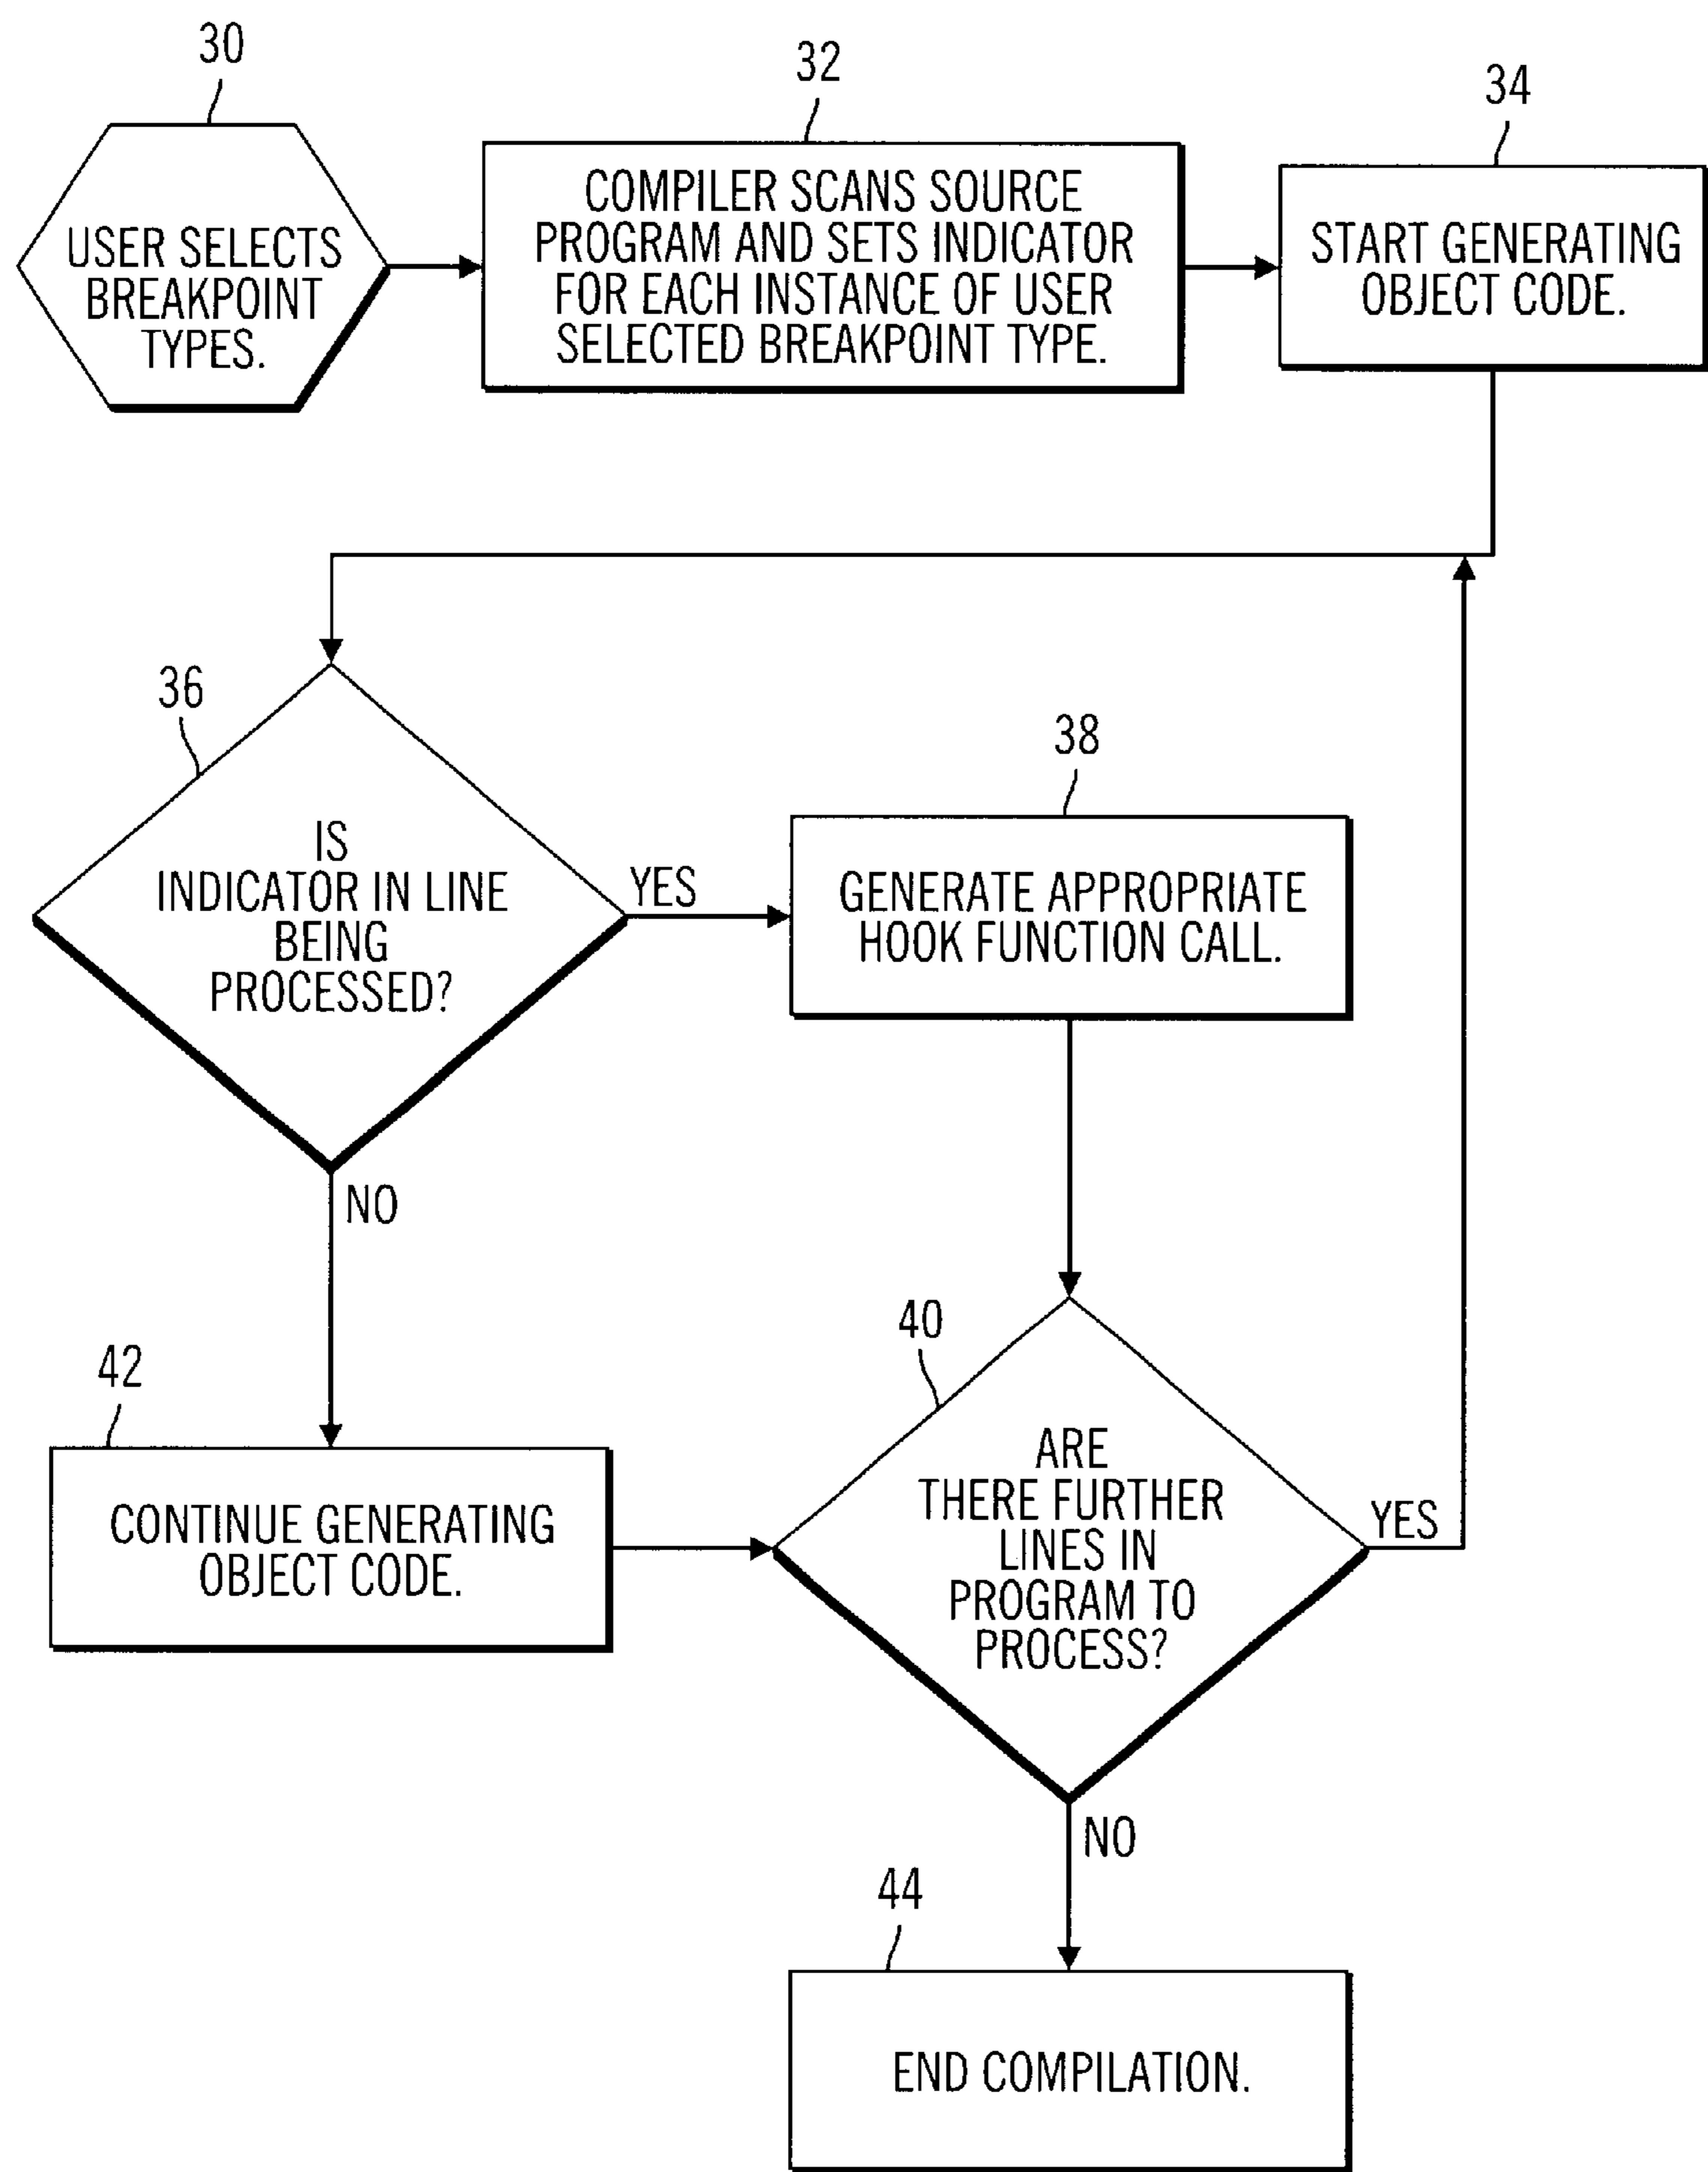 30
USER SELECTS
BREAKPOINT
TYPES.
32
COMPILER SCANS SOURCE
PROGRAM AND SETS INDICATOR
FOR EACH INSTANCE OF USER
SELECTED BREAKPOINT TYPE.
34
START GENERATING
OBJECT CODE.
36
IS
INDICATOR IN LINE
BEING
PROCESSED?
YES
NO
38
GENERATE APPROPRIATE
HOOK FUNCTION CALL.
42
CONTINUE GENERATING
OBJECT CODE.
40
ARE
THERE FURTHER
LINES IN
PROGRAM TO
PROCESS?
YES
NO
44
END COMPILATION.